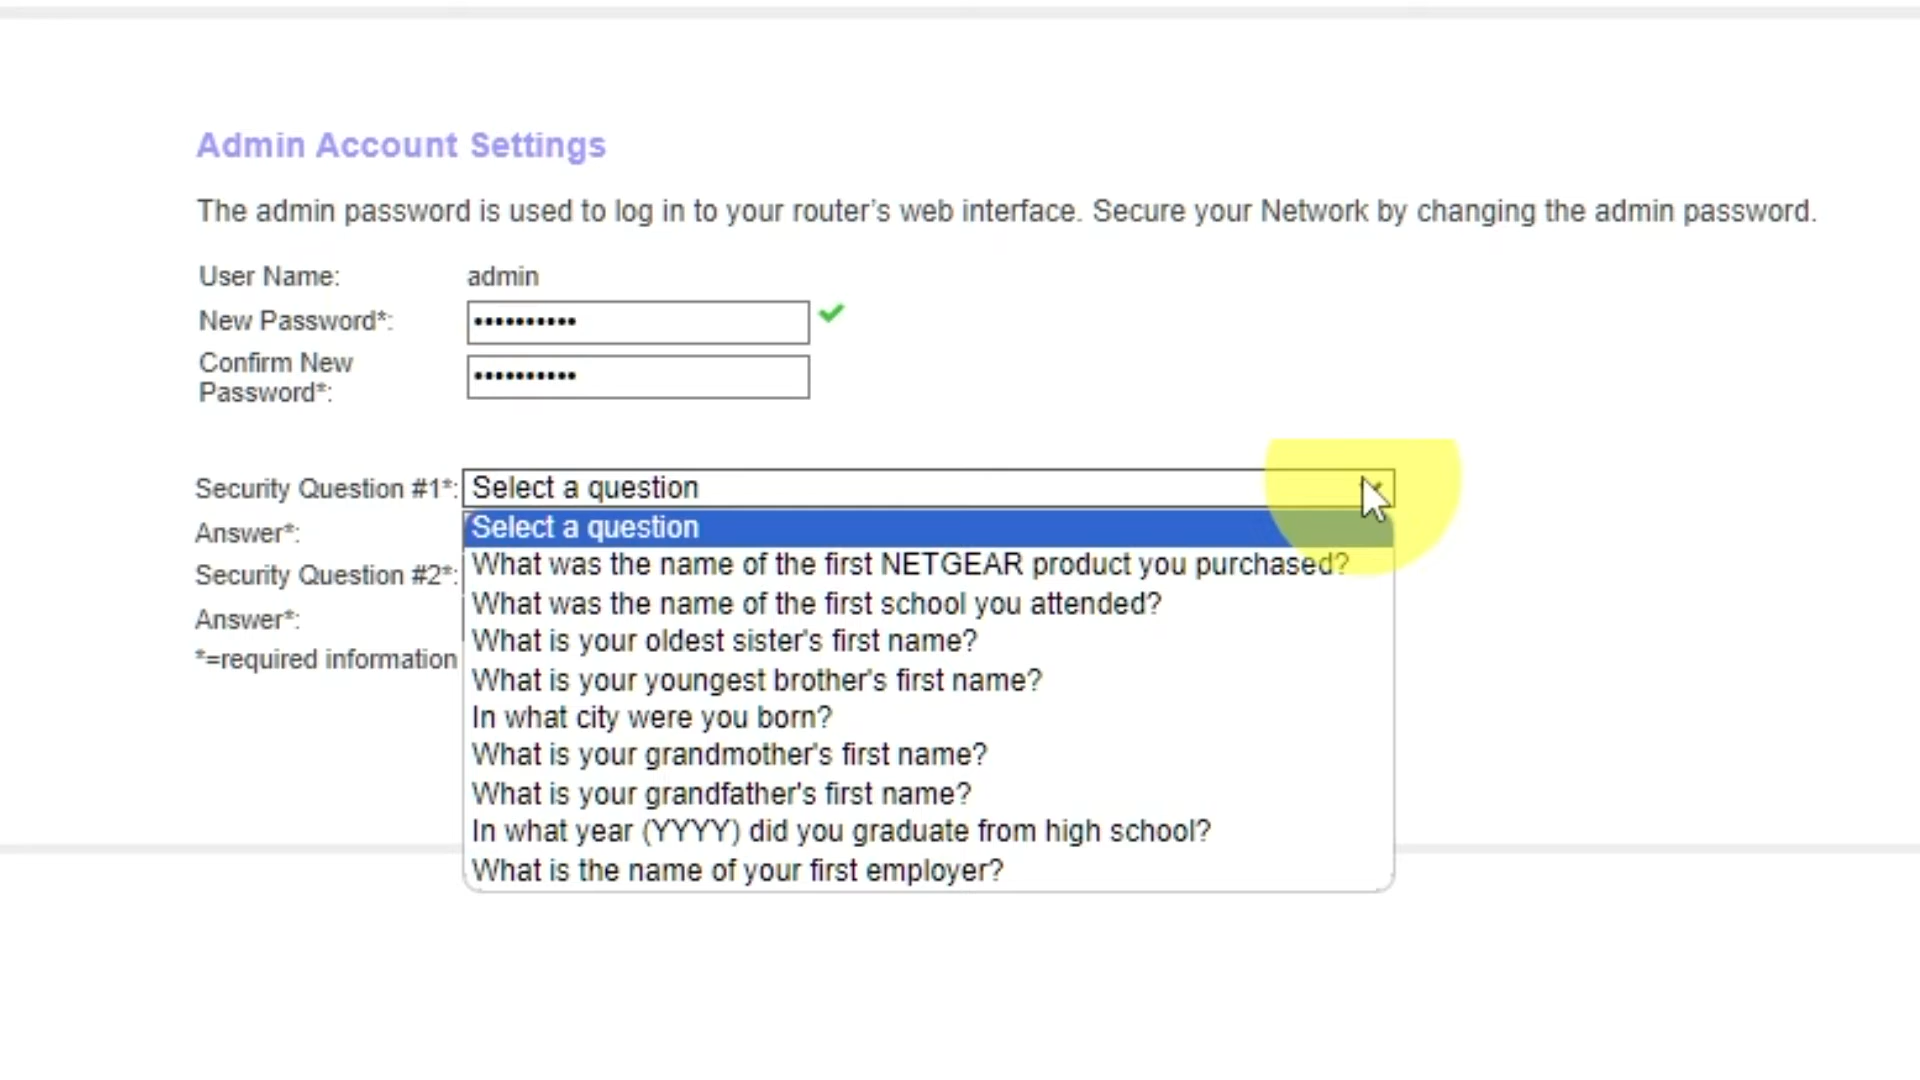 Admin Account Settings
The admin password is used to log in to your router’s web interface. Secure your Network by changing the admin password.
User Name: admin
New Password*: ••••••••••
Confirm New
Password*: ••••••••••
Security Question #1*: Select a question
Answer*:
Security Question #2*:
Answer*:
*=required information
Select a question
What was the name of the first NETGEAR product you purchased?
What was the name of the first school you attended?
What is your oldest sister's first name?
What is your youngest brother's first name?
In what city were you born?
What is your grandmother's first name?
What is your grandfather's first name?
In what year (YYYY) did you graduate from high school?
What is the name of your first employer?